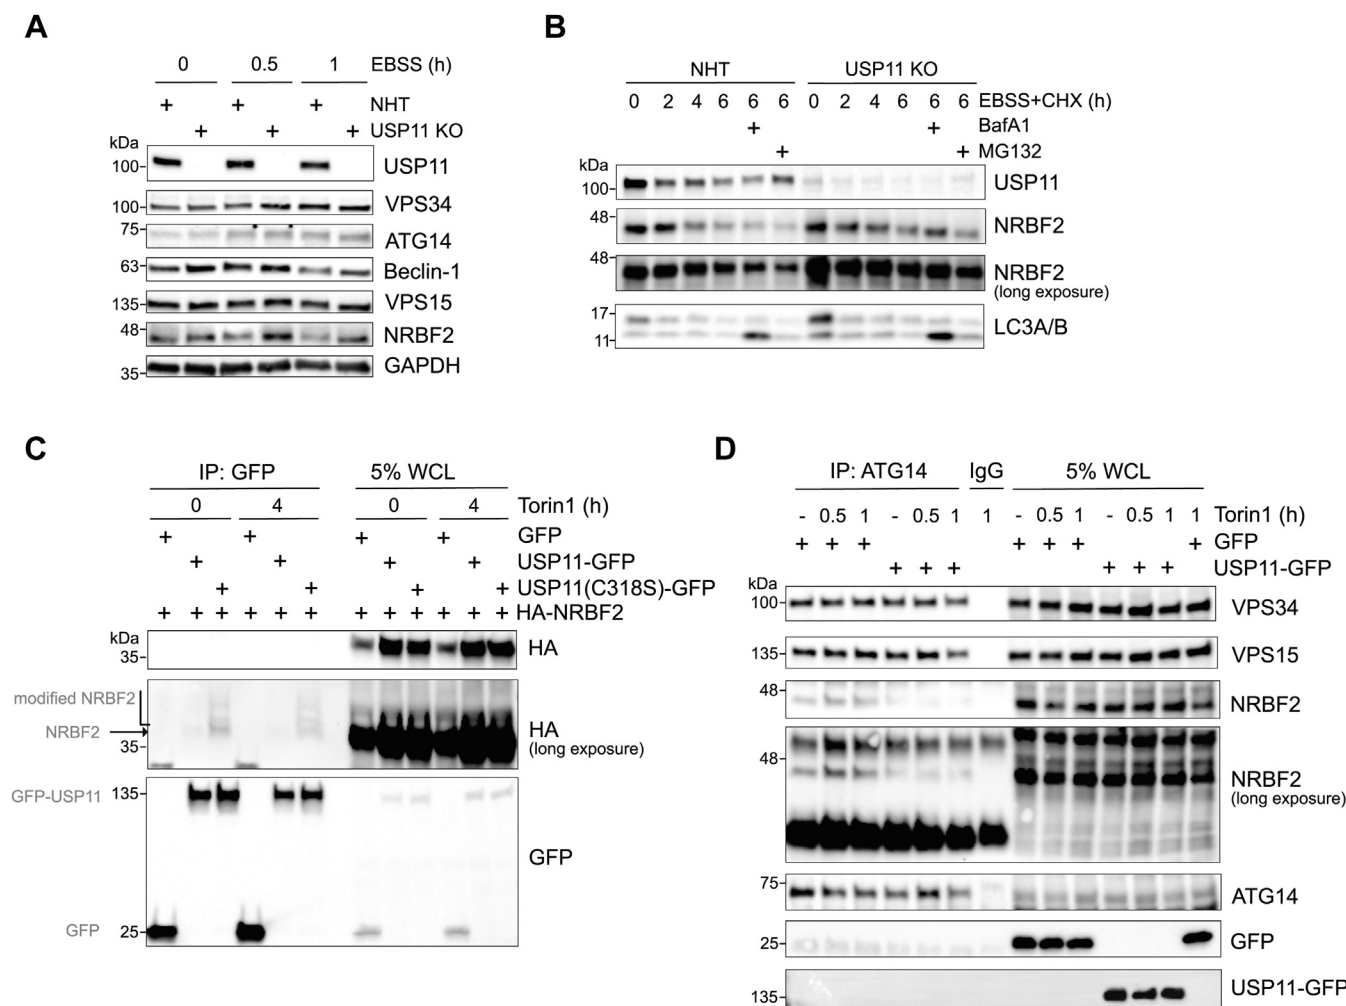 A
0 0.5 1 EBSS (h)
+ + + NHT
+ + + USP11 KO
kDa
100 USP11
100 VPS34
75 ATG14
63 Beclin-1
135 VPS15
48 NRBF2
35 GAPDH
B
NHT USP11 KO
0 2 4 6 6 6 0 2 4 6 6 6 EBSS+CHX (h)
+ + BafA1
+ + MG132
kDa
100 USP11
48 NRBF2
48 NRBF2
(long exposure)
17
11 LC3A/B
C
IP: GFP 5% WCL
0 4 0 4 Torin1 (h)
+ + + + GFP
+ + + + USP11-GFP
+ + + + USP11(C318S)-GFP
+ + + + + + + + + + + + HA-NRBF2
kDa
35 HA
modified NRBF2
NRBF2
35 HA
(long exposure)
GFP-USP11 135
GFP
GFP 25
D
IP: ATG14 IgG 5% WCL
- 0.5 1 - 0.5 1 1 - 0.5 1 - 0.5 1 1 Torin1 (h)
+ + + + + + + GFP
+ + + + + + USP11-GFP
kDa
100 VPS34
135 VPS15
48 NRBF2
48 NRBF2
(long exposure)
75 ATG14
25 GFP
135 USP11-GFP